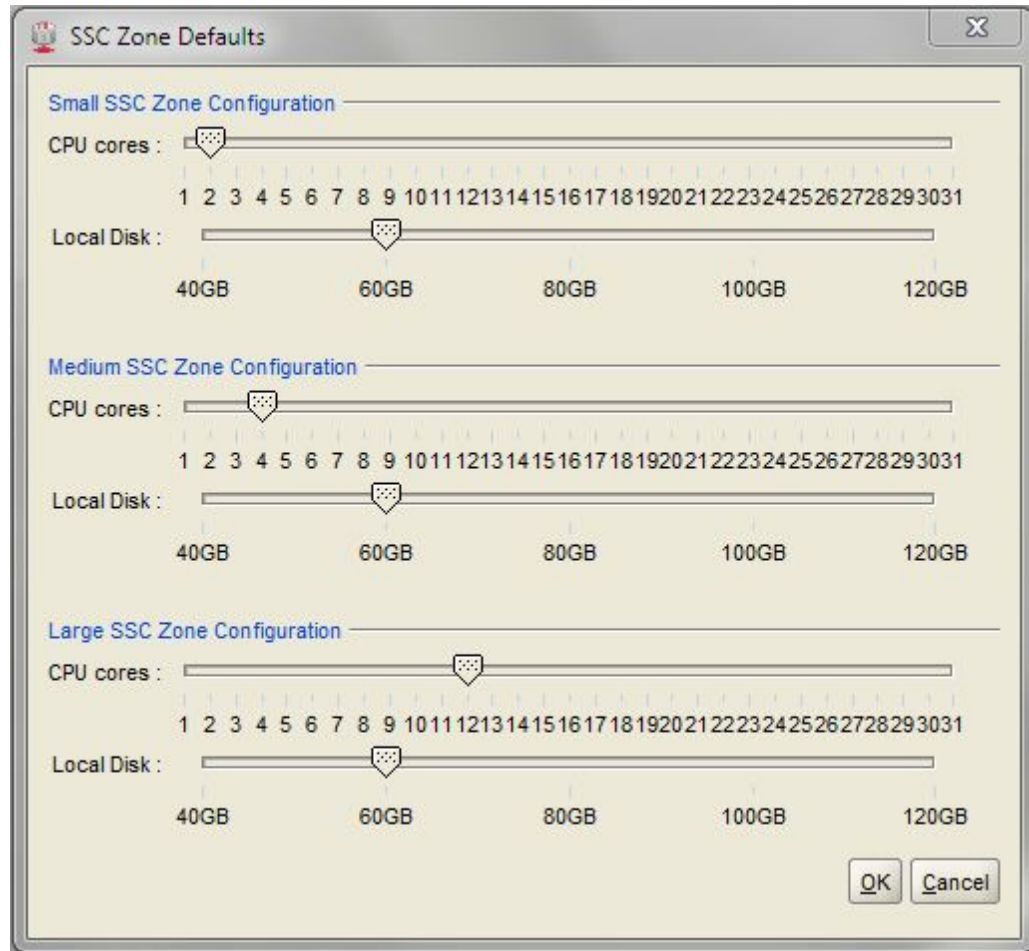 SSC Zone Defaults
Small SSC Zone Configuration
CPU cores :
1 2 3 4 5 6 7 8 9 10 11 12 13 14 15 16 17 18 19 20 21 22 23 24 25 26 27 28 29 30 31
Local Disk :
40GB 60GB 80GB 100GB 120GB
Medium SSC Zone Configuration
CPU cores :
1 2 3 4 5 6 7 8 9 10 11 12 13 14 15 16 17 18 19 20 21 22 23 24 25 26 27 28 29 30 31
Local Disk :
40GB 60GB 80GB 100GB 120GB
Large SSC Zone Configuration
CPU cores :
1 2 3 4 5 6 7 8 9 10 11 12 13 14 15 16 17 18 19 20 21 22 23 24 25 26 27 28 29 30 31
Local Disk :
40GB 60GB 80GB 100GB 120GB
OK Cancel